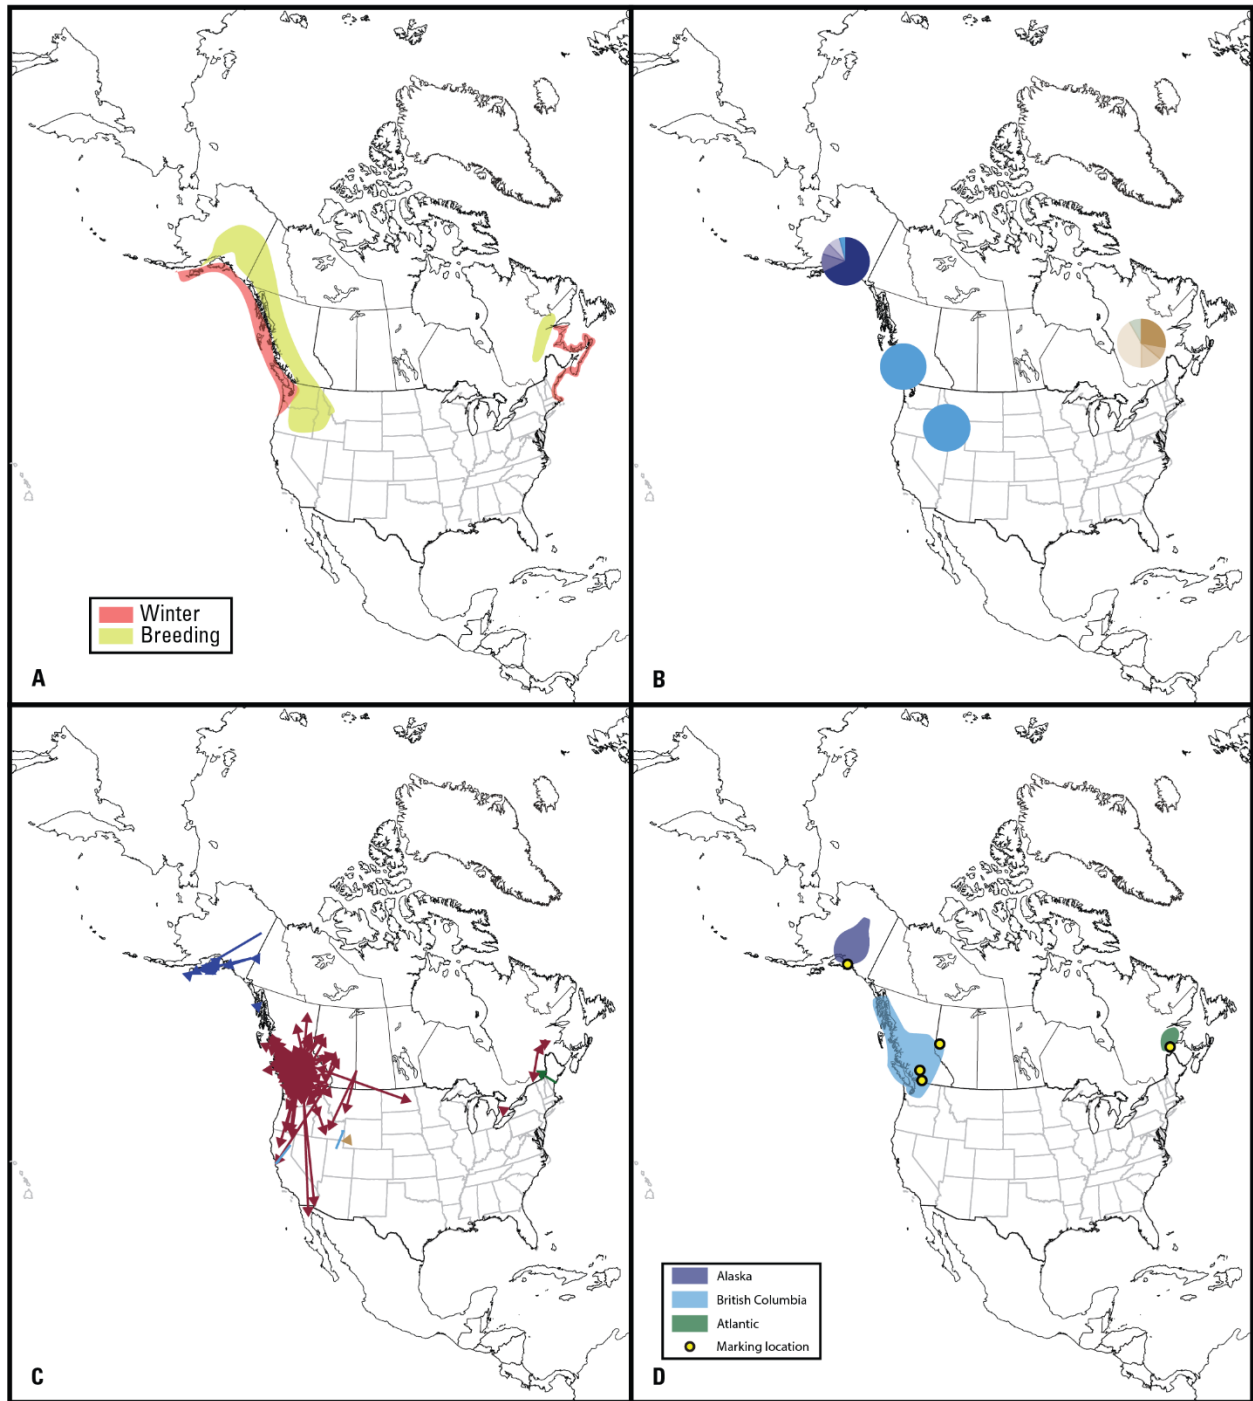 Winter
Breeding
A
B
C
Alaska
British Columbia
Atlantic
Marking location
D